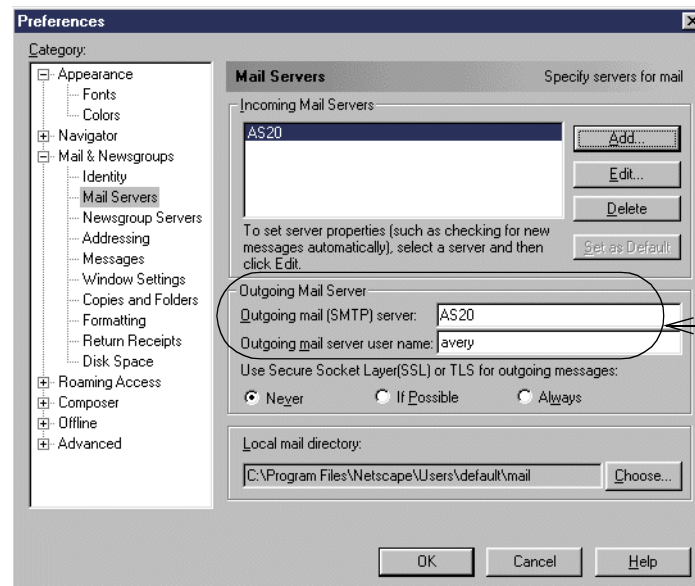 Preferences
Category:
Appearance
Fonts
Colors
Navigator
Mail & Newsgroups
Identity
Mail Servers
Newsgroup Servers
Addressing
Messages
Window Settings
Copies and Folders
Formatting
Return Receipts
Disk Space
Roaming Access
Composer
Offline
Advanced
Mail Servers Specify servers for mail
Incoming Mail Servers
AS20
Add...
Edit...
Delete
Set as Default
To set server properties (such as checking for new
messages automatically), select a server and then
click Edit.
Outgoing Mail Server
Outgoing mail (SMTP) server: AS20
Outgoing mail server user name: avery
Use Secure Socket Layer(SSL) or TLS for outgoing messages:
Never If Possible Always
Local mail directory:
C:\Program Files\Netscape\Users\default\mail Choose...
OK Cancel Help